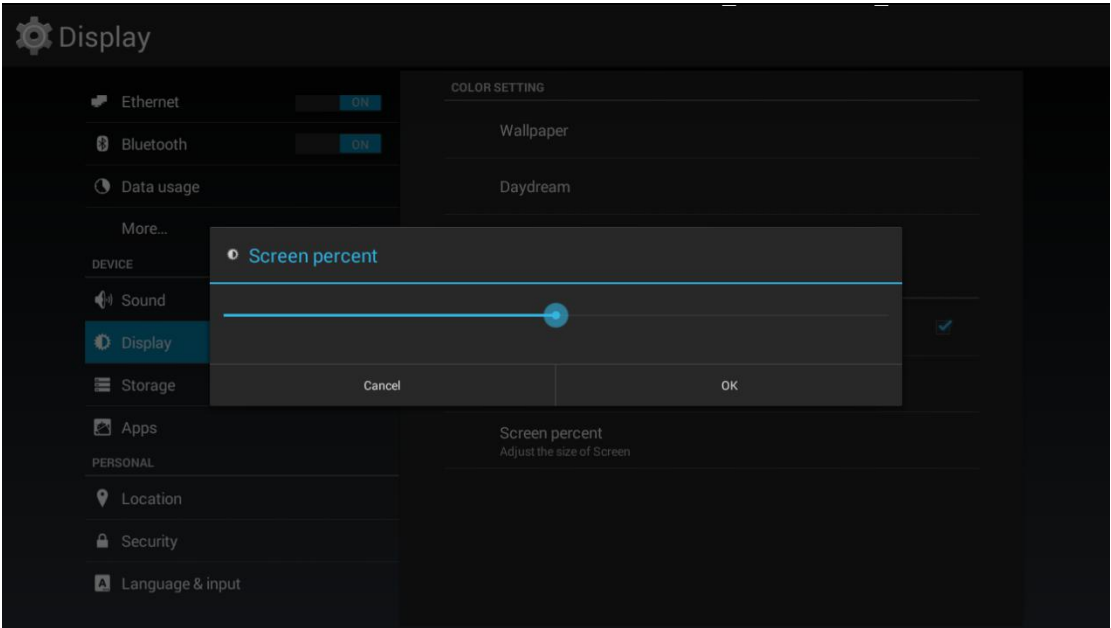 Display
Ethernet ON
Bluetooth ON
Data usage
More...
DEVICE
Sound
Display
Storage
Apps
PERSONAL
Location
Security
Language & input
COLOR SETTING
Wallpaper
Daydream
Screen percent
Cancel OK
Screen percent
Adjust the size of Screen